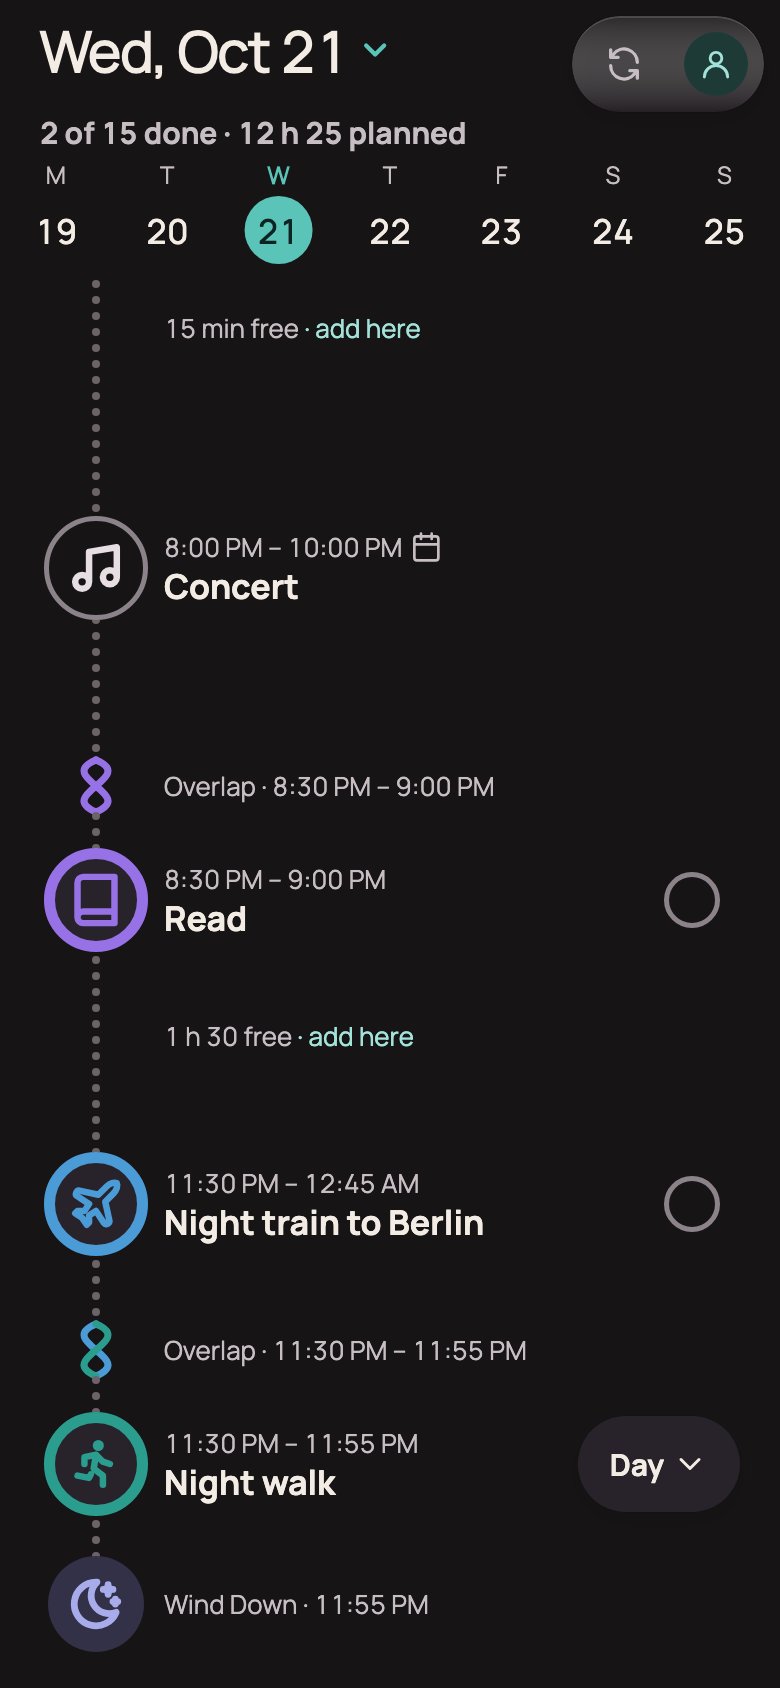 Wed, Oct 21
2 of 15 done · 12 h 25 planned
M T W T F S S
19 20 21 22 23 24 25
15 min free · add here
8:00 PM – 10:00 PM
Concert
Overlap · 8:30 PM – 9:00 PM
8:30 PM – 9:00 PM
Read
1 h 30 free · add here
11:30 PM – 12:45 AM
Night train to Berlin
Overlap · 11:30 PM – 11:55 PM
11:30 PM – 11:55 PM
Night walk
Day
Wind Down · 11:55 PM